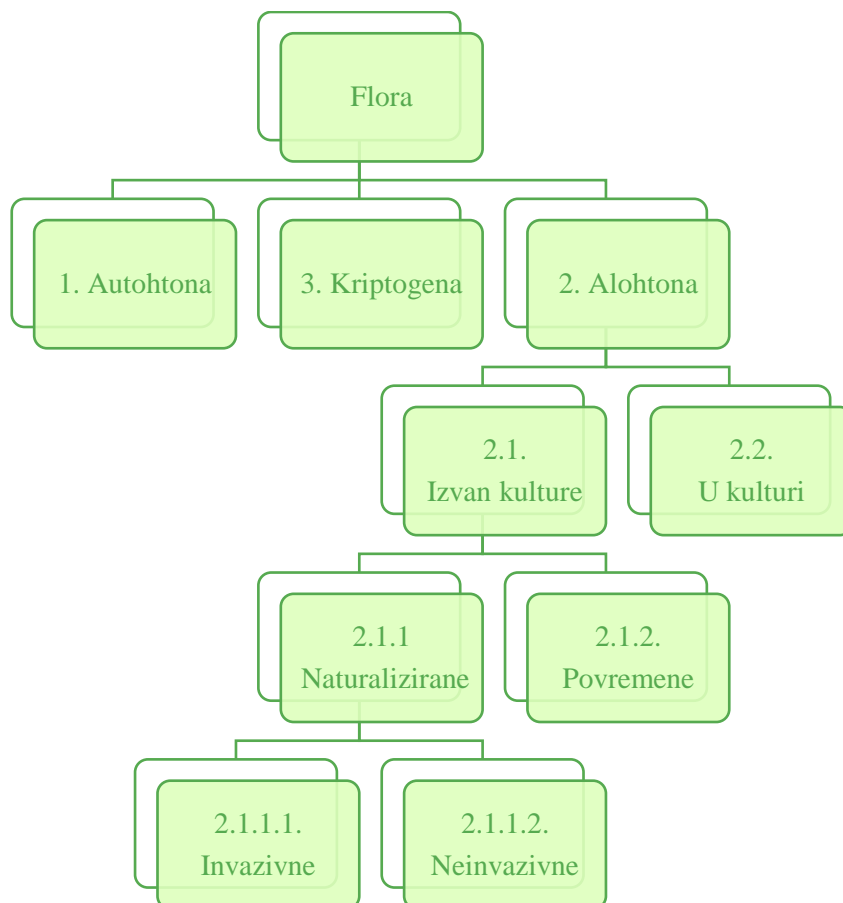 Flora
1. Autohtona
3. Kriptogena
2. Alohtona
2.1.
Izvan kulture
2.2.
U kulturi
2.1.1
Naturalizirane
2.1.2.
Povremene
2.1.1.1.
Invazivne
2.1.1.2.
Neinvazivne